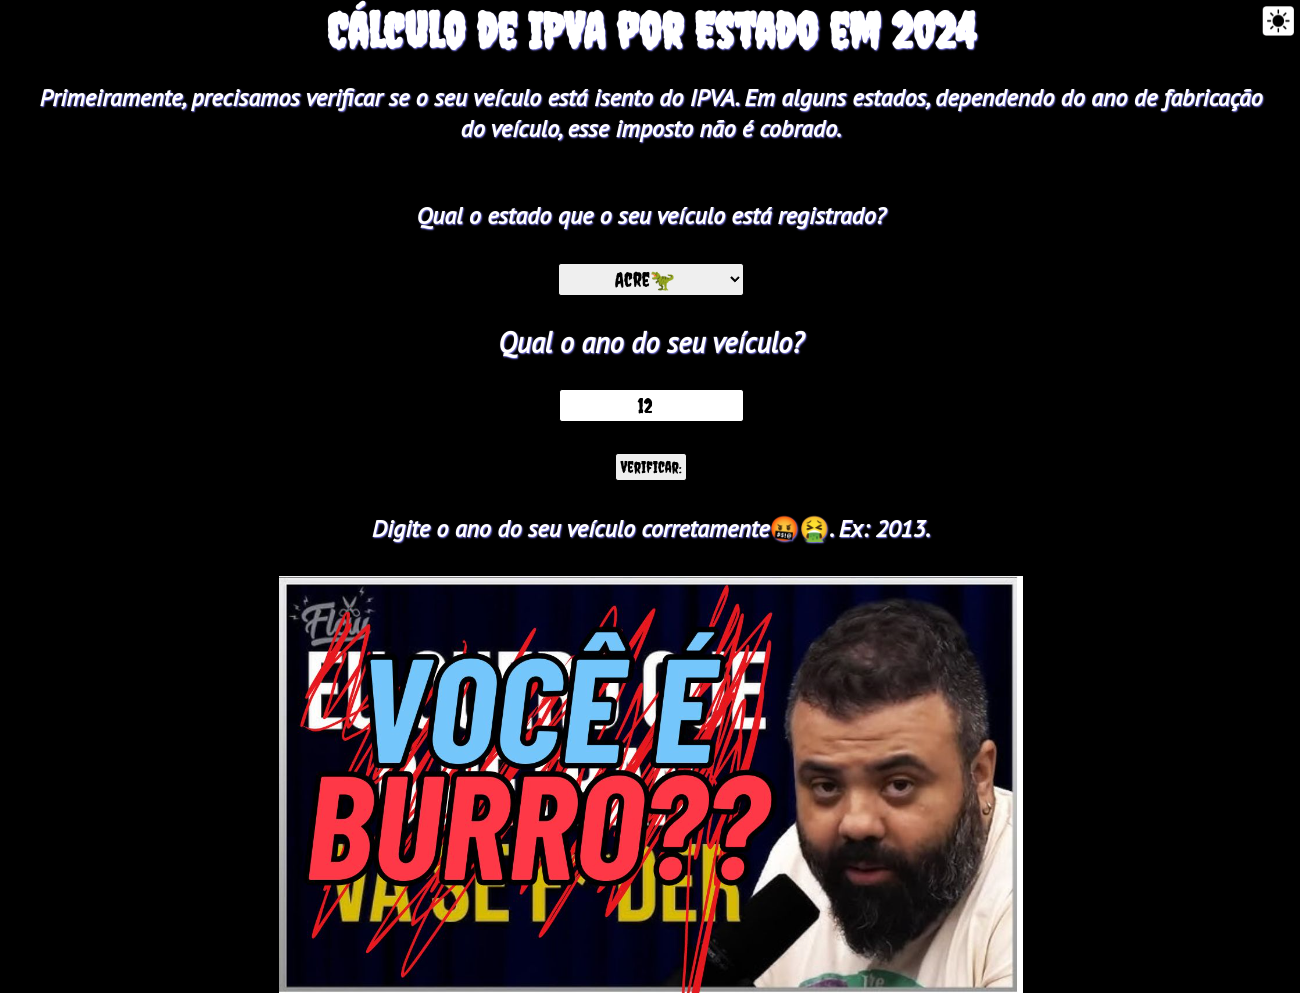 CÁLCULO DE IPVA POR ESTADO EM 2024
Primeiramente, precisamos verificar se o seu veículo está isento do IPVA. Em alguns estados, dependendo do ano de fabricação
do veículo, esse imposto não é cobrado.
Qual o estado que o seu veículo está registrado?
ACRE🦖
Qual o ano do seu veículo?
12
VERIFICAR:
Digite o ano do seu veículo corretamente🤬🤮. Ex: 2013.
Flow
VOCÊ É
BURRO??